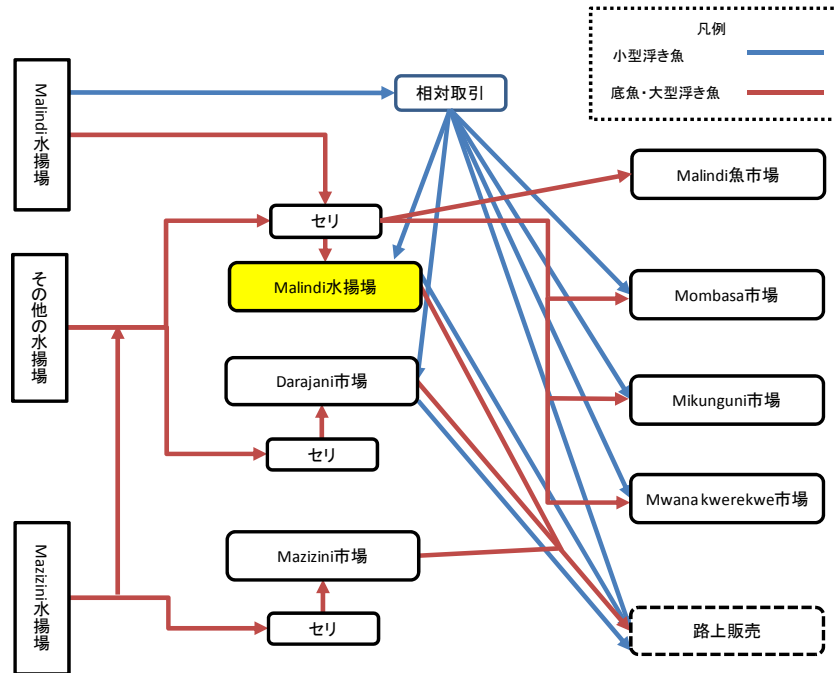 凡例
小型浮き魚
底魚・大型浮き魚
Malindi水揚場
相対取引
Malindi魚市場
セリ
Malindi水揚場
その他の水揚場
Mombasa市場
Darajani市場
Mikunguni市場
セリ
Mwanakwerekwe市場
Mazizini水揚場
Mazizini市場
セリ
路上販売